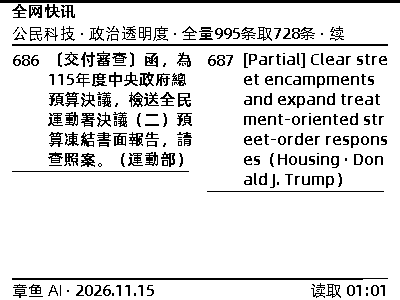 全网快讯
公民科技 · 政治透明度 · 全量995条取728条 · 续
686 〔交付審查〕函，為
115年度中央政府總
預算決議，檢送全民
運動署決議（二）預
算凍結書面報告，請
查照案。（運動部）
687 [Partial] Clear stre
et encampments
and expand treat
ment-oriented str
eet-order respons
es（Housing · Don
ald J. Trump）
章鱼 AI · 2026.11.15
读取 01:01